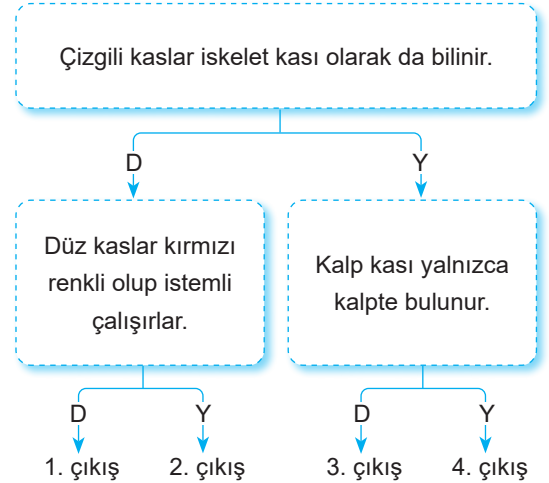 Çizgili kaslar iskelet kası olarak da bilinir.
D
Y
Düz kaslar kırmızı
renkli olup istemli
çalışırlar.
Kalp kası yalnızca
kalpte bulunur.
D
Y
D
Y
1. çıkış
2. çıkış
3. çıkış
4. çıkış